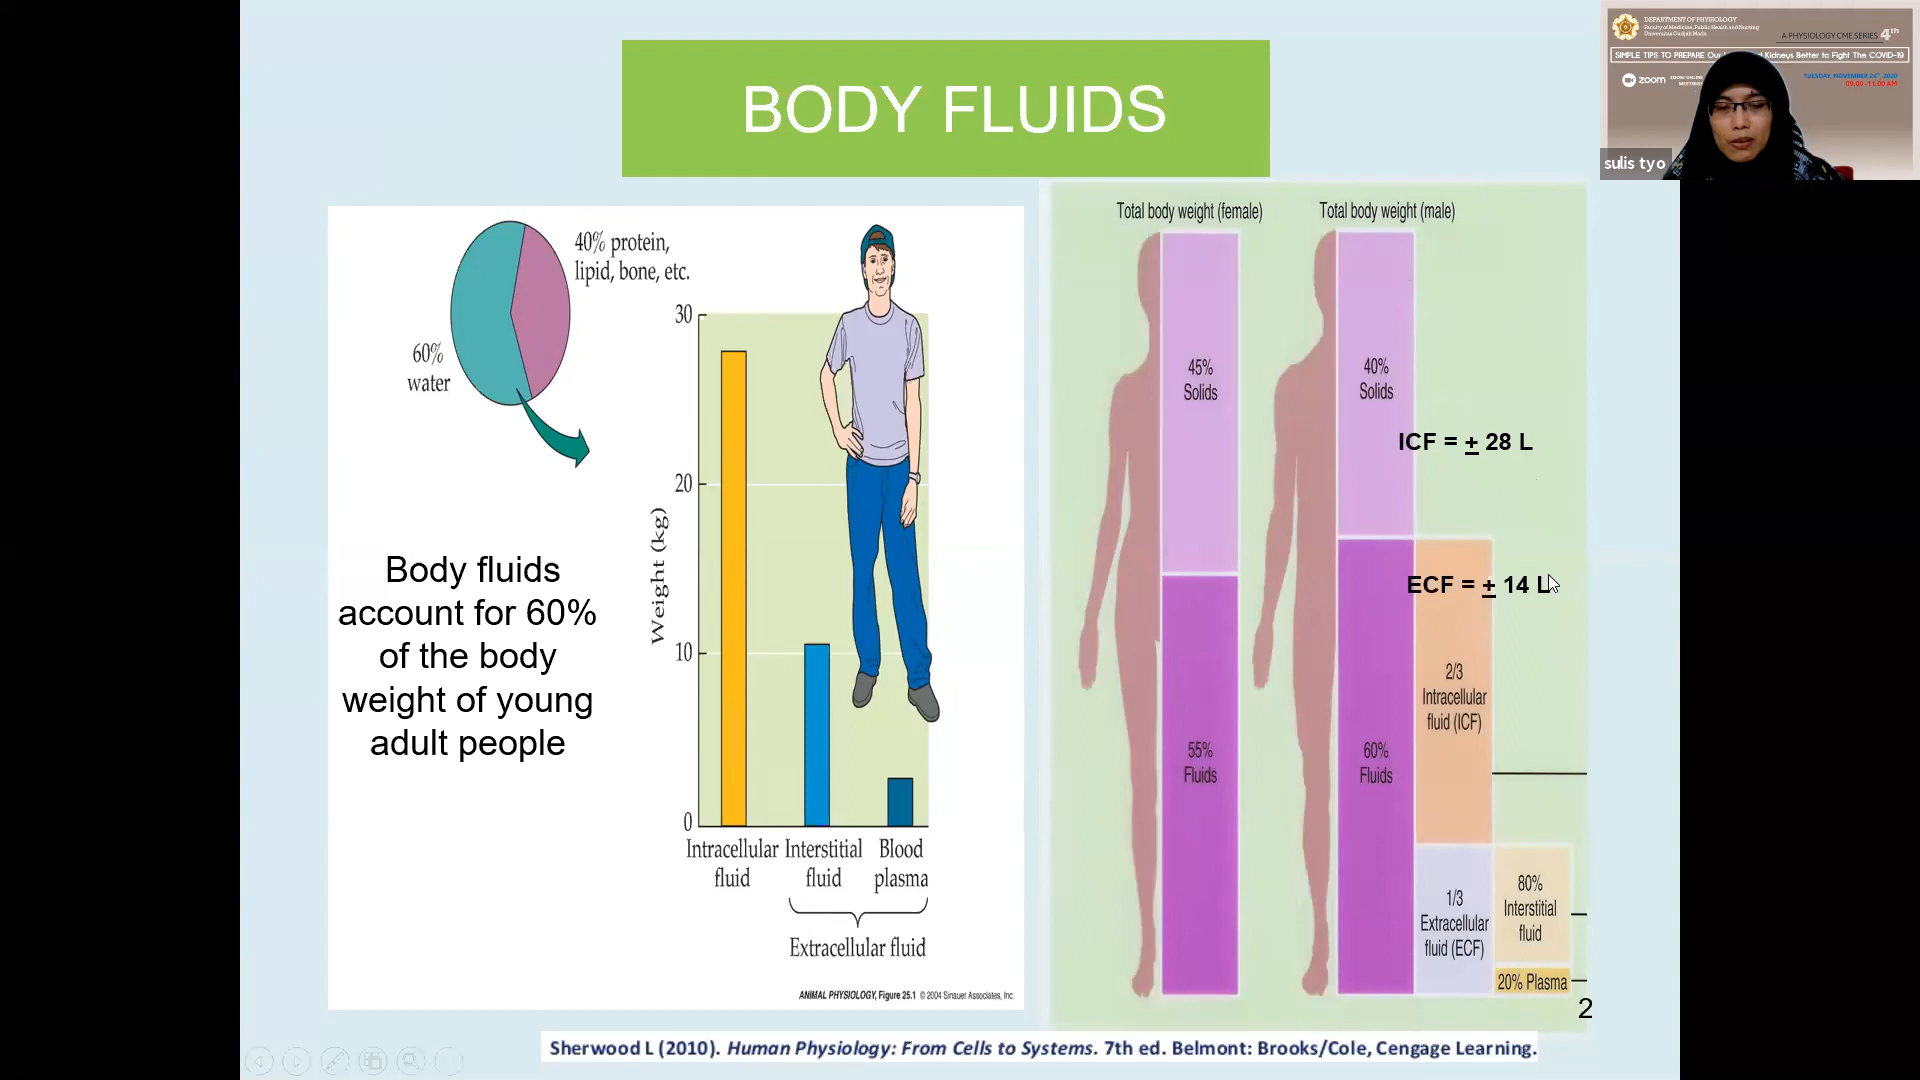 BODY FLUIDS
DEPARTMENT OF PHYSIOLOGY
Faculty of Medicine, Public Health and Nursing
Universitas Gadjah Mada
A PHYSIOLOGY CME SERIES 4th
SIMPLE TIPS TO PREPARE Our
d Kidneys Better to Fight The COVID-19
zoom
ZOOM ONLINE
MEETING
TUESDAY, NOVEMBER 24th, 2020
09.00 -11.00 AM
sulis tyo
40% protein,
lipid, bone, etc.
60%
water
30
20
10
0
Weight (kg)
Intracellular
fluid
Interstitial
fluid
Blood
plasma
Extracellular fluid
ANIMAL PHYSIOLOGY, Figure 25.1 © 2004 Sinauer Associates, Inc.
Body fluids
account for 60%
of the body
weight of young
adult people
Total body weight (female)
Total body weight (male)
45%
Solids
40%
Solids
ICF = ± 28 L
ECF = ± 14 L
55%
Fluids
60%
Fluids
2/3
Intracellular
fluid (ICF)
1/3
Extracellular
fluid (ECF)
80%
Interstitial
fluid
20% Plasma
2
Sherwood L (2010). Human Physiology: From Cells to Systems. 7th ed. Belmont: Brooks/Cole, Cengage Learning.